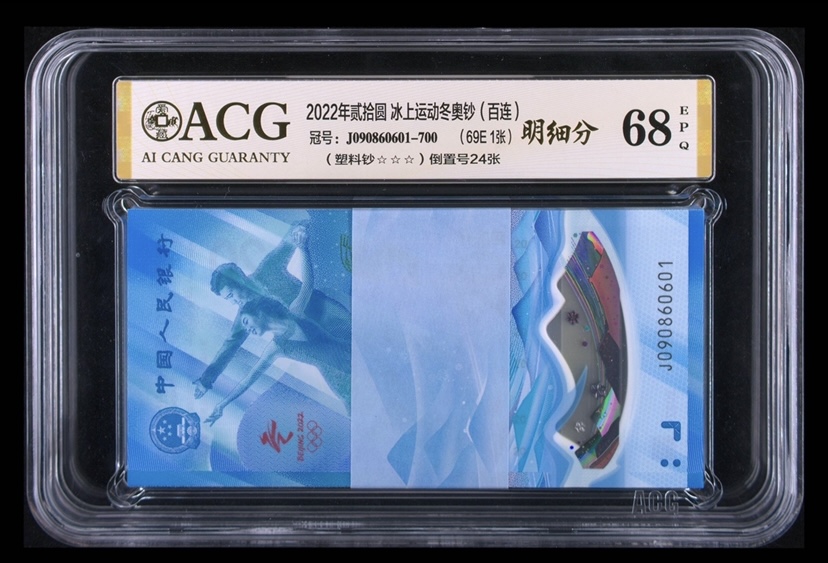 ACG
AI CANG GUARANTY
2022年贰拾圆 冰上运动冬奥钞(百连)
冠号: J090860601-700 (69E 1张)
(塑料钞☆☆☆)倒置号24张
明细分
68
EPQ
中国人民银行
BEIJING 2022
J090860601
ACG